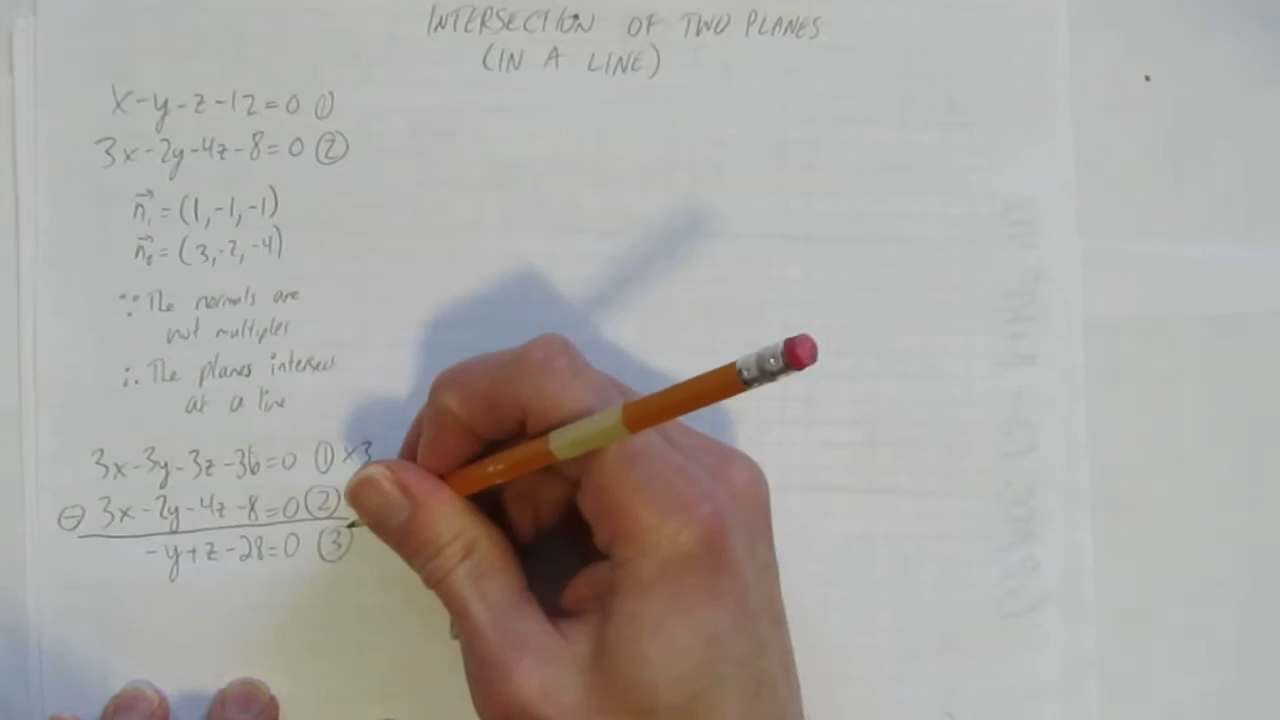 INTERSECTION OF TWO PLANES
(IN A LINE)
x-y-z-12=0 ①
3x-2y-4z-8=0 ②
n⃗₁=(1,-1,-1)
n⃗₂=(3,-2,-4)
∵ The normals are
not multiples
∴ The planes intersect
at a line
3x-3y-3z-36=0 ①×3
⊖ 3x-2y-4z-8=0 ②
-y+z-28=0 ③